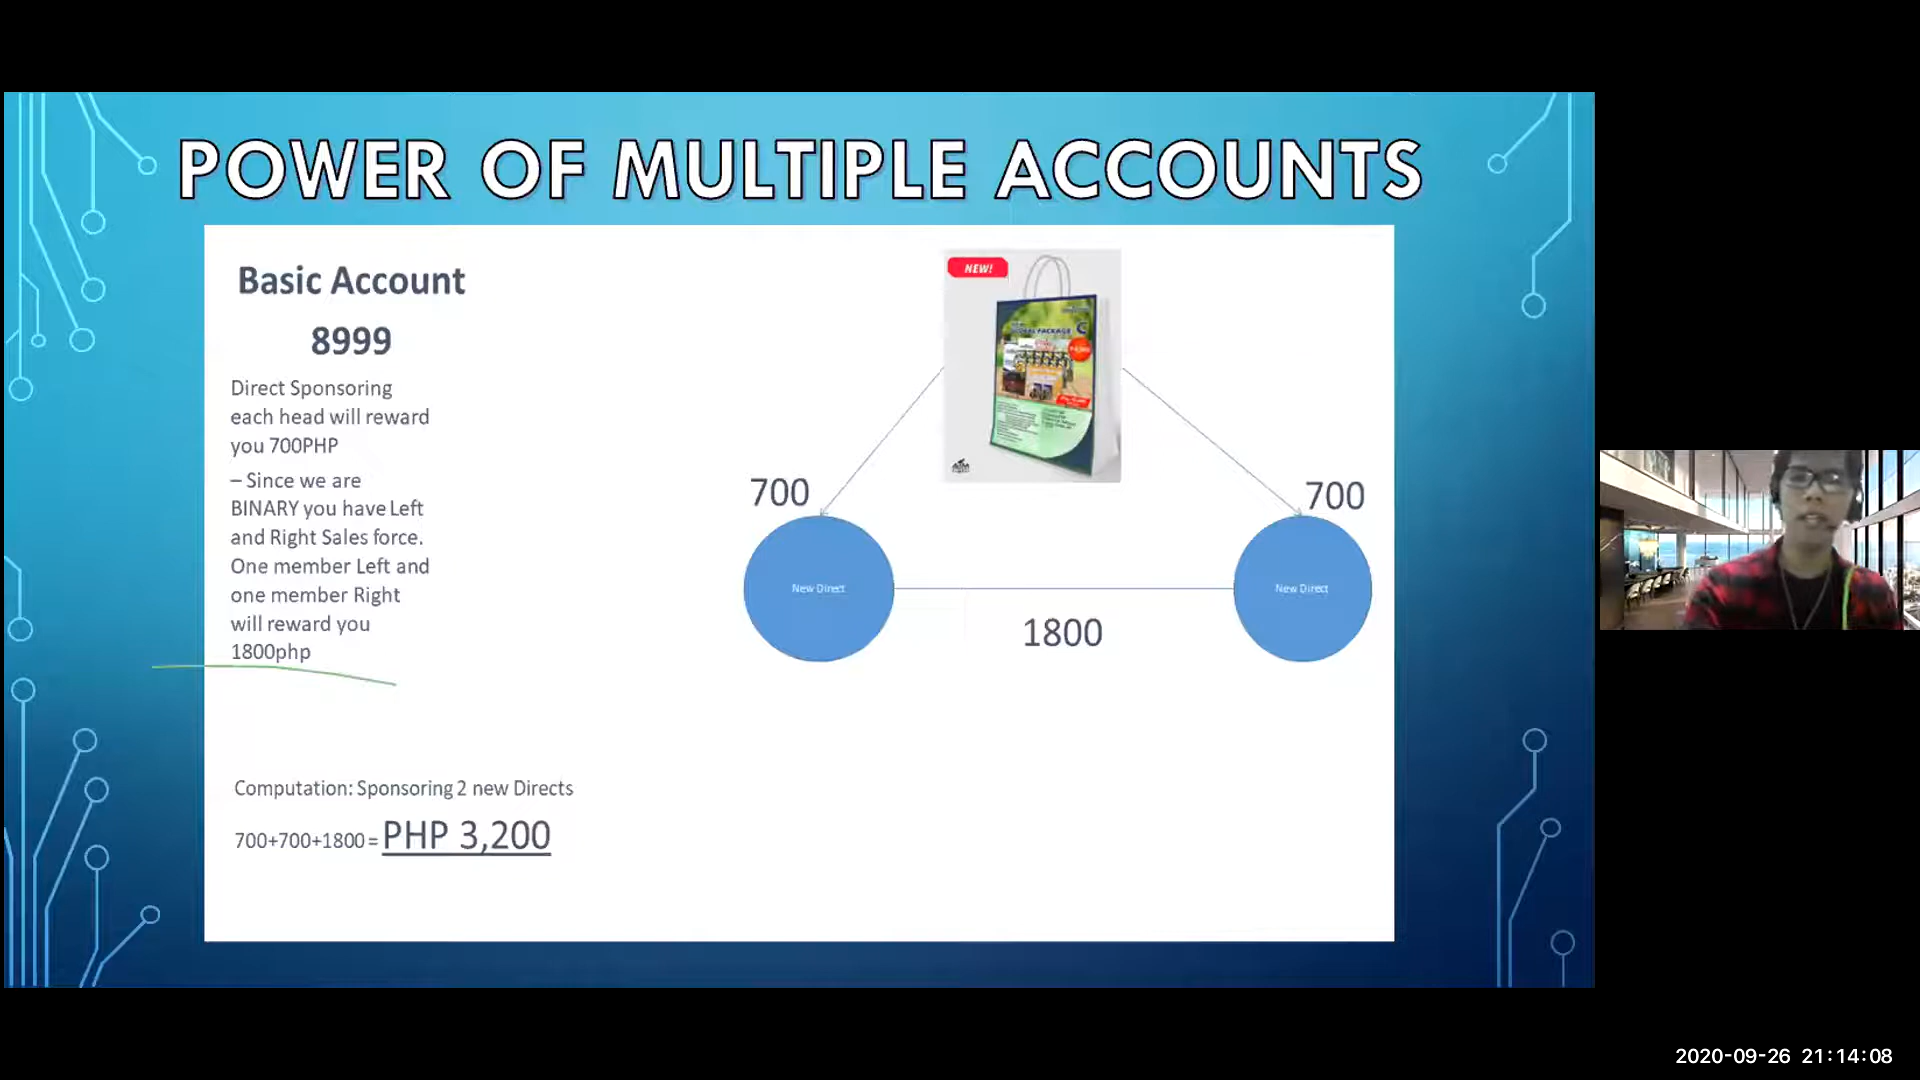 POWER OF MULTIPLE ACCOUNTS
Basic Account
8999
Direct Sponsoring
each head will reward
you 700PHP
– Since we are
BINARY you have Left
and Right Sales force.
One member Left and
one member Right
will reward you
1800php
Computation: Sponsoring 2 new Directs
700+700+1800 = PHP 3,200
NEW!
PACKAGE C
700
700
New Direct
New Direct
1800
2020-09-26 21:14:08